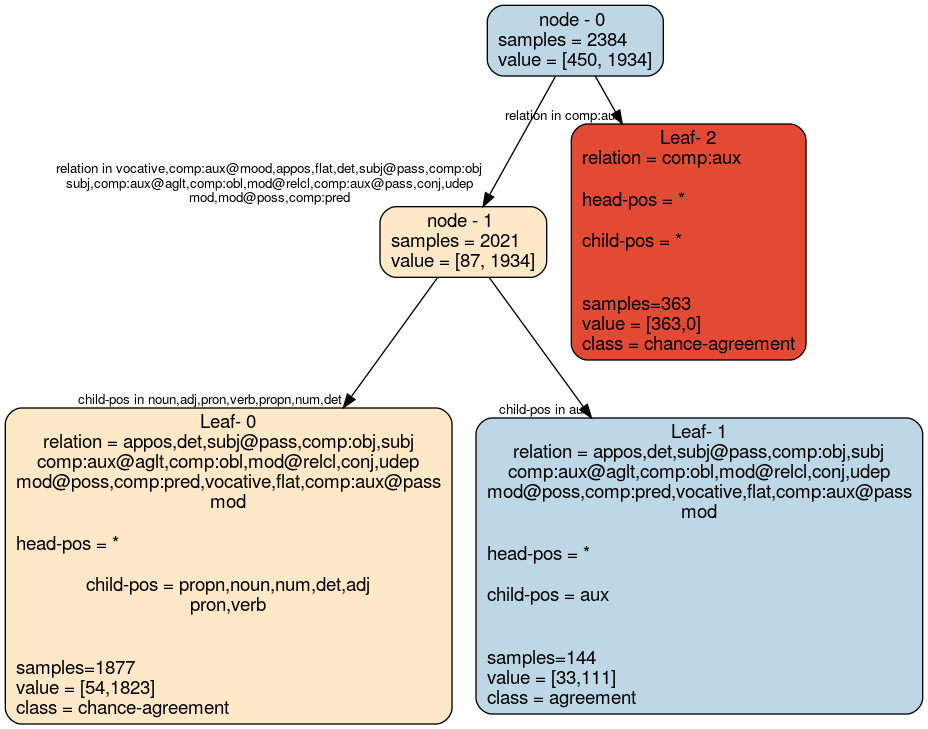 node - 0
samples = 2384
value = [450, 1934]
relation in comp:aux
Leaf- 2
relation = comp:aux
head-pos = *
child-pos = *
samples=363
value = [363,0]
class = chance-agreement
relation in vocative,comp:aux@mood,appos,flat,det,subj@pass,comp:obj
subj,comp:aux@aglt,comp:obl,mod@relcl,comp:aux@pass,conj,udep
mod,mod@poss,comp:pred
node - 1
samples = 2021
value = [87, 1934]
child-pos in noun,adj,pron,verb,propn,num,det
Leaf- 0
relation = appos,det,subj@pass,comp:obj,subj
comp:aux@aglt,comp:obl,mod@relcl,conj,udep
mod@poss,comp:pred,vocative,flat,comp:aux@pass
mod
head-pos = *
child-pos = propn,noun,num,det,adj
pron,verb
samples=1877
value = [54,1823]
class = chance-agreement
child-pos in aux
Leaf- 1
relation = appos,det,subj@pass,comp:obj,subj
comp:aux@aglt,comp:obl,mod@relcl,conj,udep
mod@poss,comp:pred,vocative,flat,comp:aux@pass
mod
head-pos = *
child-pos = aux
samples=144
value = [33,111]
class = agreement